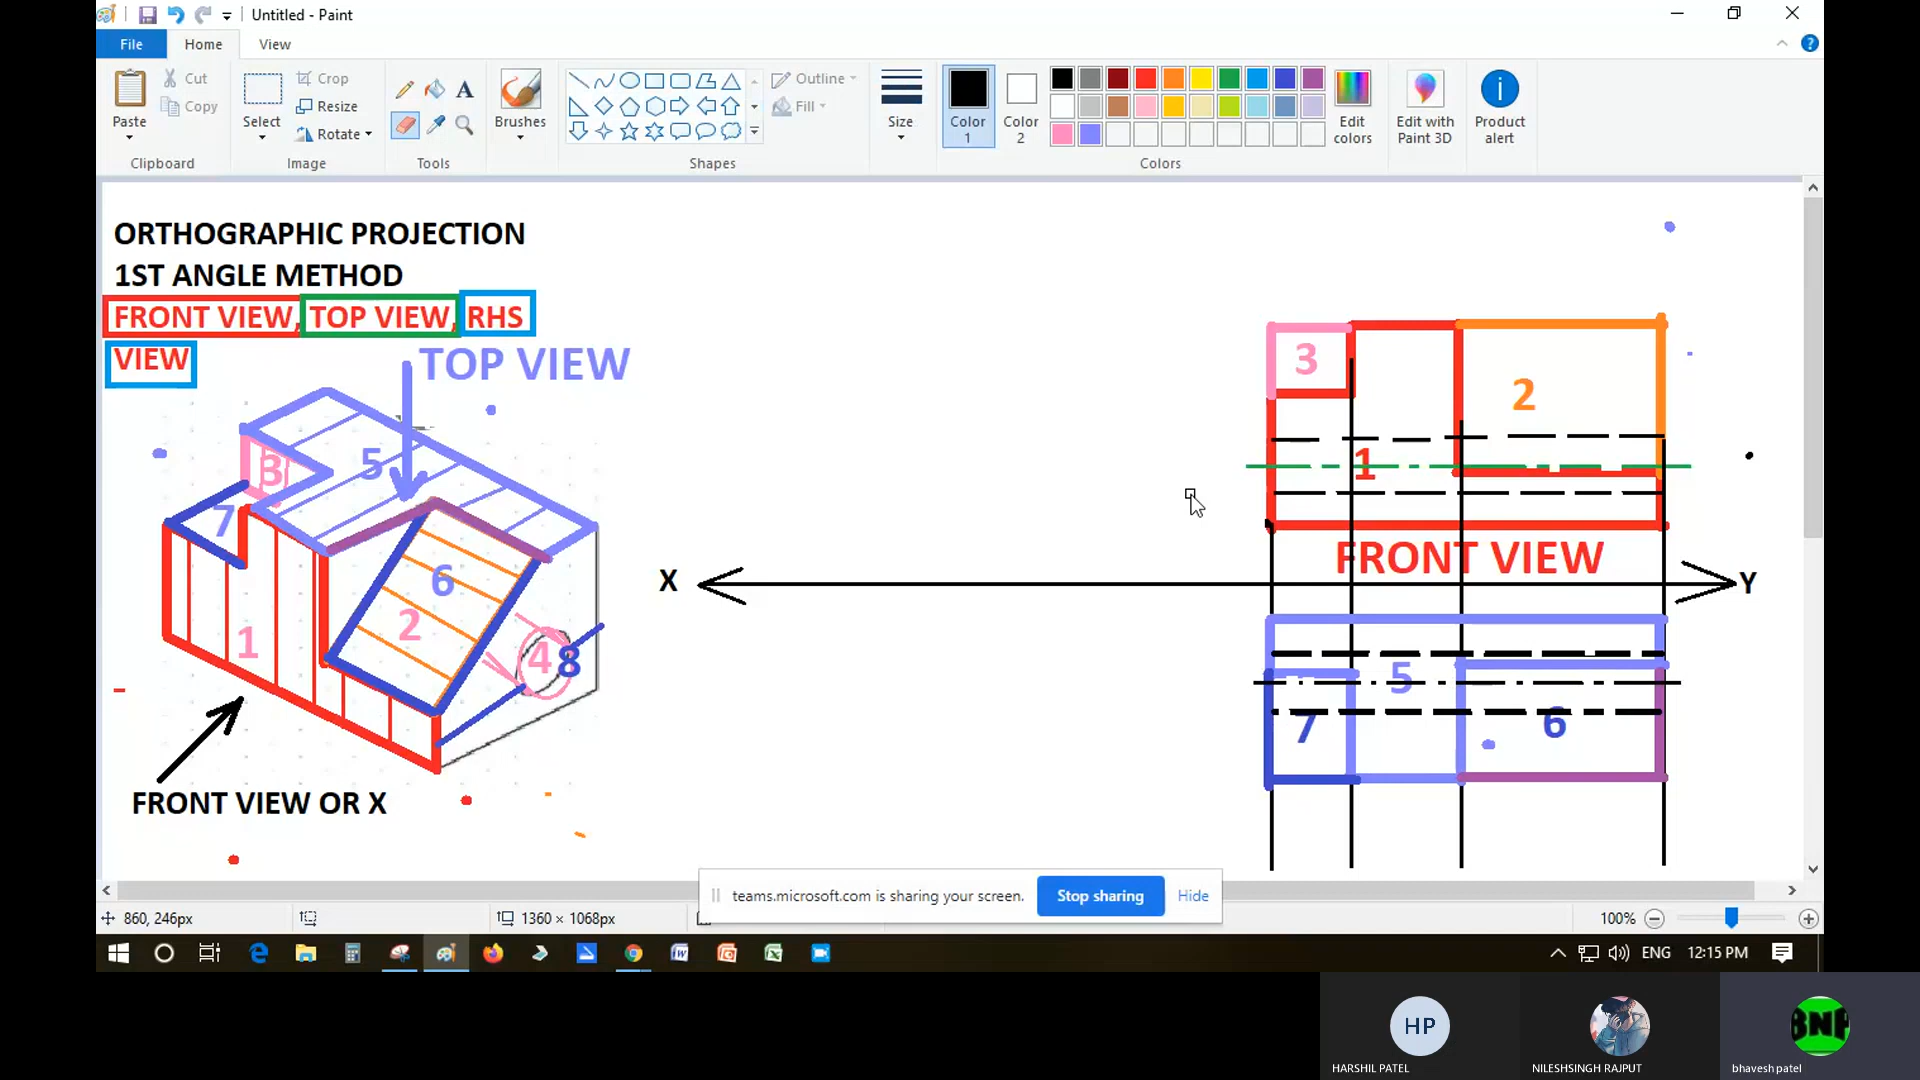 Untitled - Paint
File Home View
Paste
Cut
Copy
Clipboard
Select
Crop
Resize
Rotate
Image
Tools
Brushes
Shapes
Outline
Fill
Size
Color 1
Color 2
Colors
Edit colors
Edit with Paint 3D
Product alert
ORTHOGRAPHIC PROJECTION
1ST ANGLE METHOD
FRONT VIEW, TOP VIEW, RHS
VIEW
TOP VIEW
3
5
7
6
2
1
4
8
FRONT VIEW OR X
3
2
1
FRONT VIEW
X
Y
5
7
6
teams.microsoft.com is sharing your screen. Stop sharing Hide
860, 246px
1360 × 1068px
100%
ENG 12:15 PM
HP
HARSHIL PATEL
NILESHSINGH RAJPUT
BNP
bhavesh patel